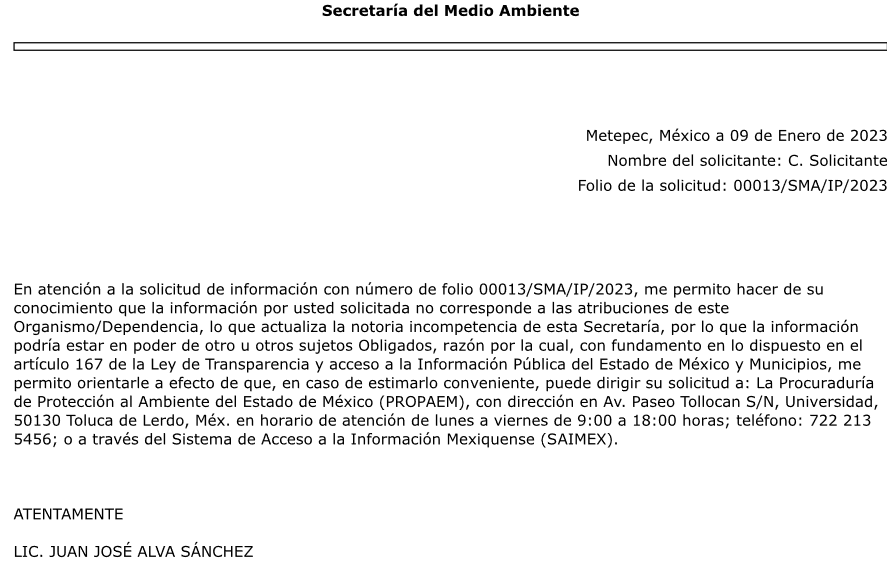 Secretaría del Medio Ambiente
Metepec, México a 09 de Enero de 2023
Nombre del solicitante: C. Solicitante
Folio de la solicitud: 00013/SMA/IP/2023
En atención a la solicitud de información con número de folio 00013/SMA/IP/2023, me permito hacer de su
conocimiento que la información por usted solicitada no corresponde a las atribuciones de este
Organismo/Dependencia, lo que actualiza la notoria incompetencia de esta Secretaría, por lo que la información
podría estar en poder de otro u otros sujetos Obligados, razón por la cual, con fundamento en lo dispuesto en el
artículo 167 de la Ley de Transparencia y acceso a la Información Pública del Estado de México y Municipios, me
permito orientarle a efecto de que, en caso de estimarlo conveniente, puede dirigir su solicitud a: La Procuraduría
de Protección al Ambiente del Estado de México (PROPAEM), con dirección en Av. Paseo Tollocan S/N, Universidad,
50130 Toluca de Lerdo, Méx. en horario de atención de lunes a viernes de 9:00 a 18:00 horas; teléfono: 722 213
5456; o a través del Sistema de Acceso a la Información Mexiquense (SAIMEX).
ATENTAMENTE
LIC. JUAN JOSÉ ALVA SÁNCHEZ